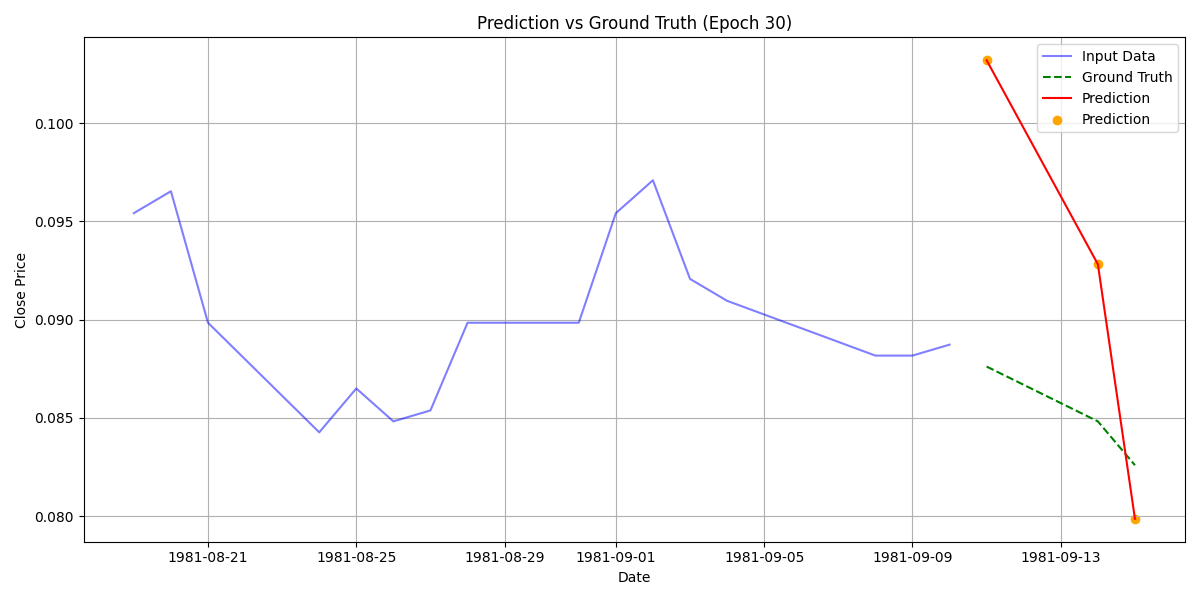 Prediction vs Ground Truth (Epoch 30)
Input Data
Ground Truth
Prediction
Prediction
Close Price
0.100
0.095
0.090
0.085
0.080
1981-08-21
1981-08-25
1981-08-29
1981-09-01
1981-09-05
1981-09-09
1981-09-13
Date